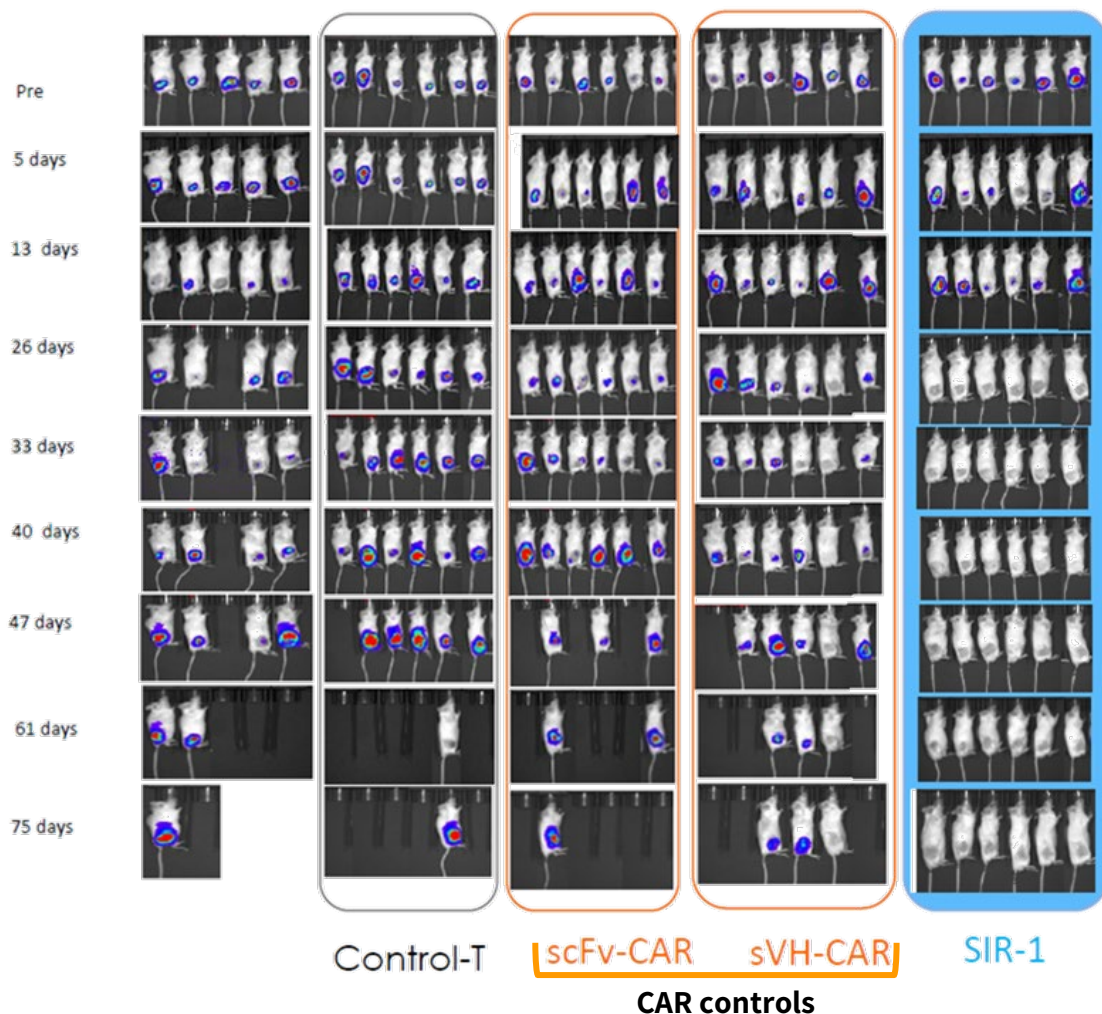 Pre
5 days
13 days
26 days
33 days
40 days
47 days
61 days
75 days
Control-T
scFv-CAR
sVH-CAR
SIR-1
CAR controls